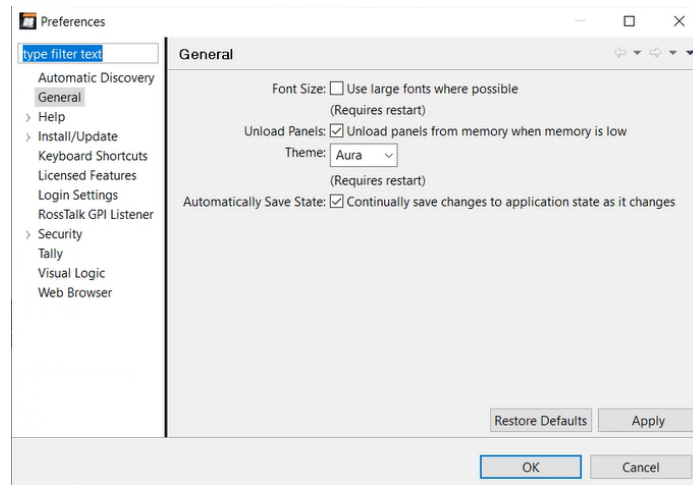 Preferences
type filter text
Automatic Discovery
General
Help
Install/Update
Keyboard Shortcuts
Licensed Features
Login Settings
RossTalk GPI Listener
Security
Tally
Visual Logic
Web Browser
General
Font Size: Use large fonts where possible
(Requires restart)
Unload Panels: Unload panels from memory when memory is low
Theme: Aura
(Requires restart)
Automatically Save State: Continually save changes to application state as it changes
Restore Defaults Apply
OK Cancel